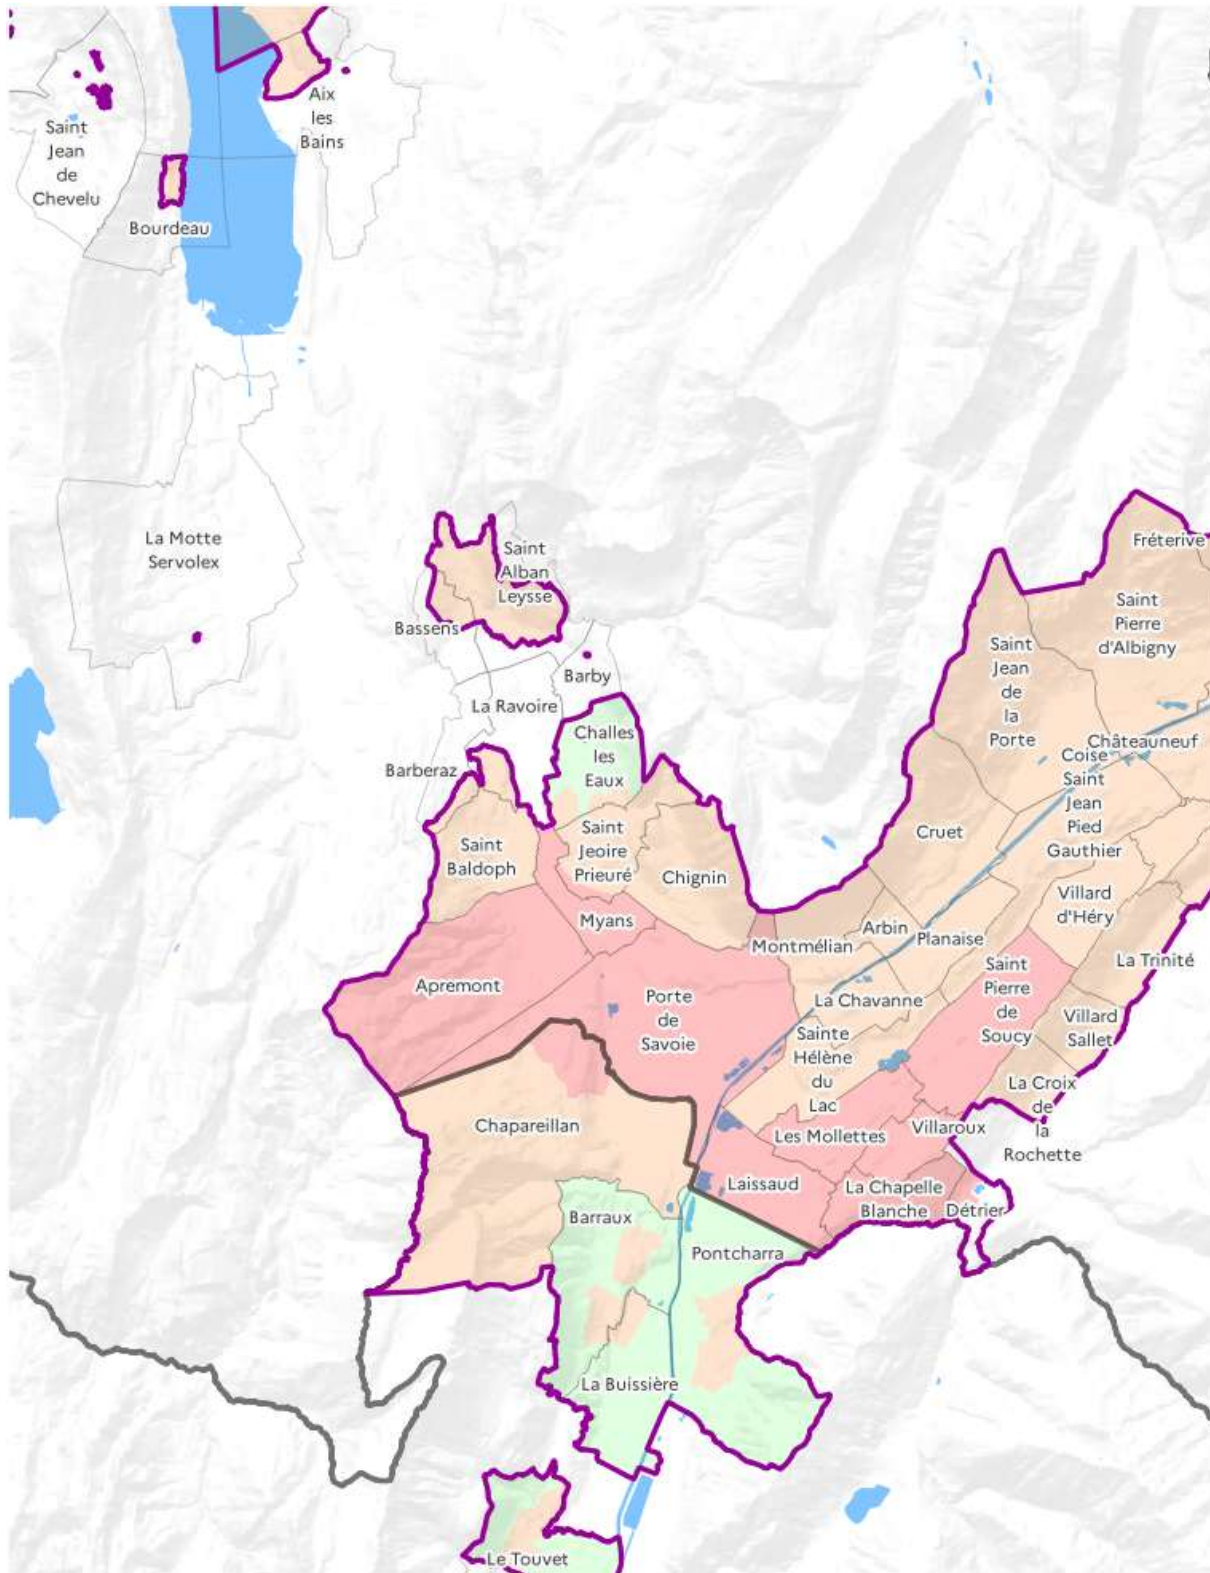 Aix
les
Bains
Saint
Jean
de
Chevelu
Bourdeau
La Motte
Servolex
Saint
Alban
Leysse
Bassens
Barby
La Ravoire
Challes
les
Eaux
Barberaz
Saint
Baldoph
Saint
Jeoire
Prieuré
Chignin
Myans
Apremont
Porte
de
Savoie
Fréterive
Saint
Pierre
d'Albigny
Saint
Jean
de
la
Porte
Châteauneuf
Coise
Saint
Jean
Pied
Gauthier
Cruet
Villard
d'Héry
Arbin
Montmélian
Planaise
La Trinité
Saint
Pierre
de
Soucy
La Chavanne
Villard
Sallet
Sainte
Hélène
du
Lac
La Croix
de
la
Rochette
Chapareillan
Les Mollettes
Villaroux
Laissaud
La Chapelle
Blanche
Détrier
Barraux
Pontcharra
La Buissière
Le Touvet